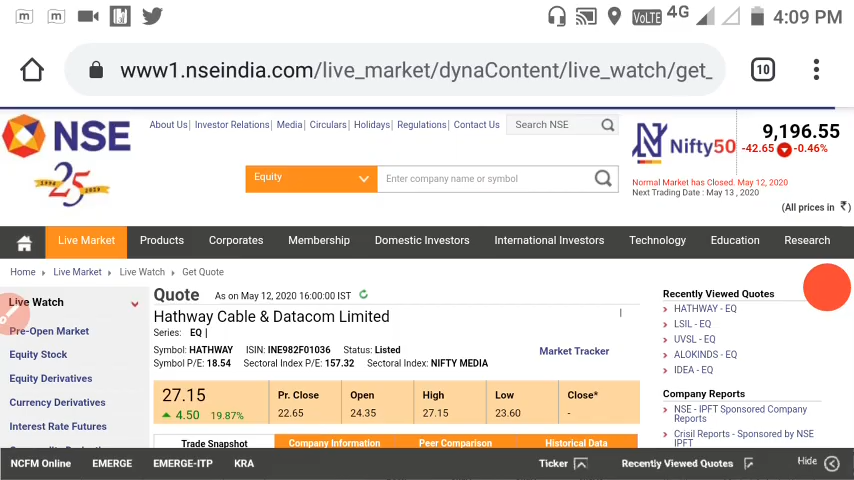 m m VoLTE 4G 4:09 PM
www1.nseindia.com/live_market/dynaContent/live_watch/get_ 10
NSE
25
About Us| Investor Relations| Media| Circulars| Holidays| Regulations| Contact Us Search NSE
Equity Enter company name or symbol
Nifty50 9,196.55
-42.65 -0.46%
Normal Market has Closed. May 12, 2020
Next Trading Date : May 13 , 2020
(All prices in ₹)
Live Market Products Corporates Membership Domestic Investors International Investors Technology Education Research
Home Live Market Live Watch Get Quote
Live Watch
Pre-Open Market
Equity Stock
Equity Derivatives
Currency Derivatives
Interest Rate Futures
Quote As on May 12, 2020 16:00:00 IST
Hathway Cable & Datacom Limited |
Series: EQ |
Symbol: HATHWAY ISIN: INE982F01036 Status: Listed
Symbol P/E: 18.54 Sectoral Index P/E: 157.32 Sectoral Index: NIFTY MEDIA
Market Tracker
27.15 Pr. Close Open High Low Close*
4.50 19.87% 22.65 24.35 27.15 23.60 -
Trade Snapshot Company Information Peer Comparison Historical Data
Recently Viewed Quotes
HATHWAY - EQ
LSIL - EQ
UVSL - EQ
ALOKINDS - EQ
IDEA - EQ
Company Reports
NSE - IPFT Sponsored Company
Reports
Crisil Reports - Sponsored by NSE
IPFT
NCFM Online EMERGE EMERGE-ITP KRA Ticker Recently Viewed Quotes Hide